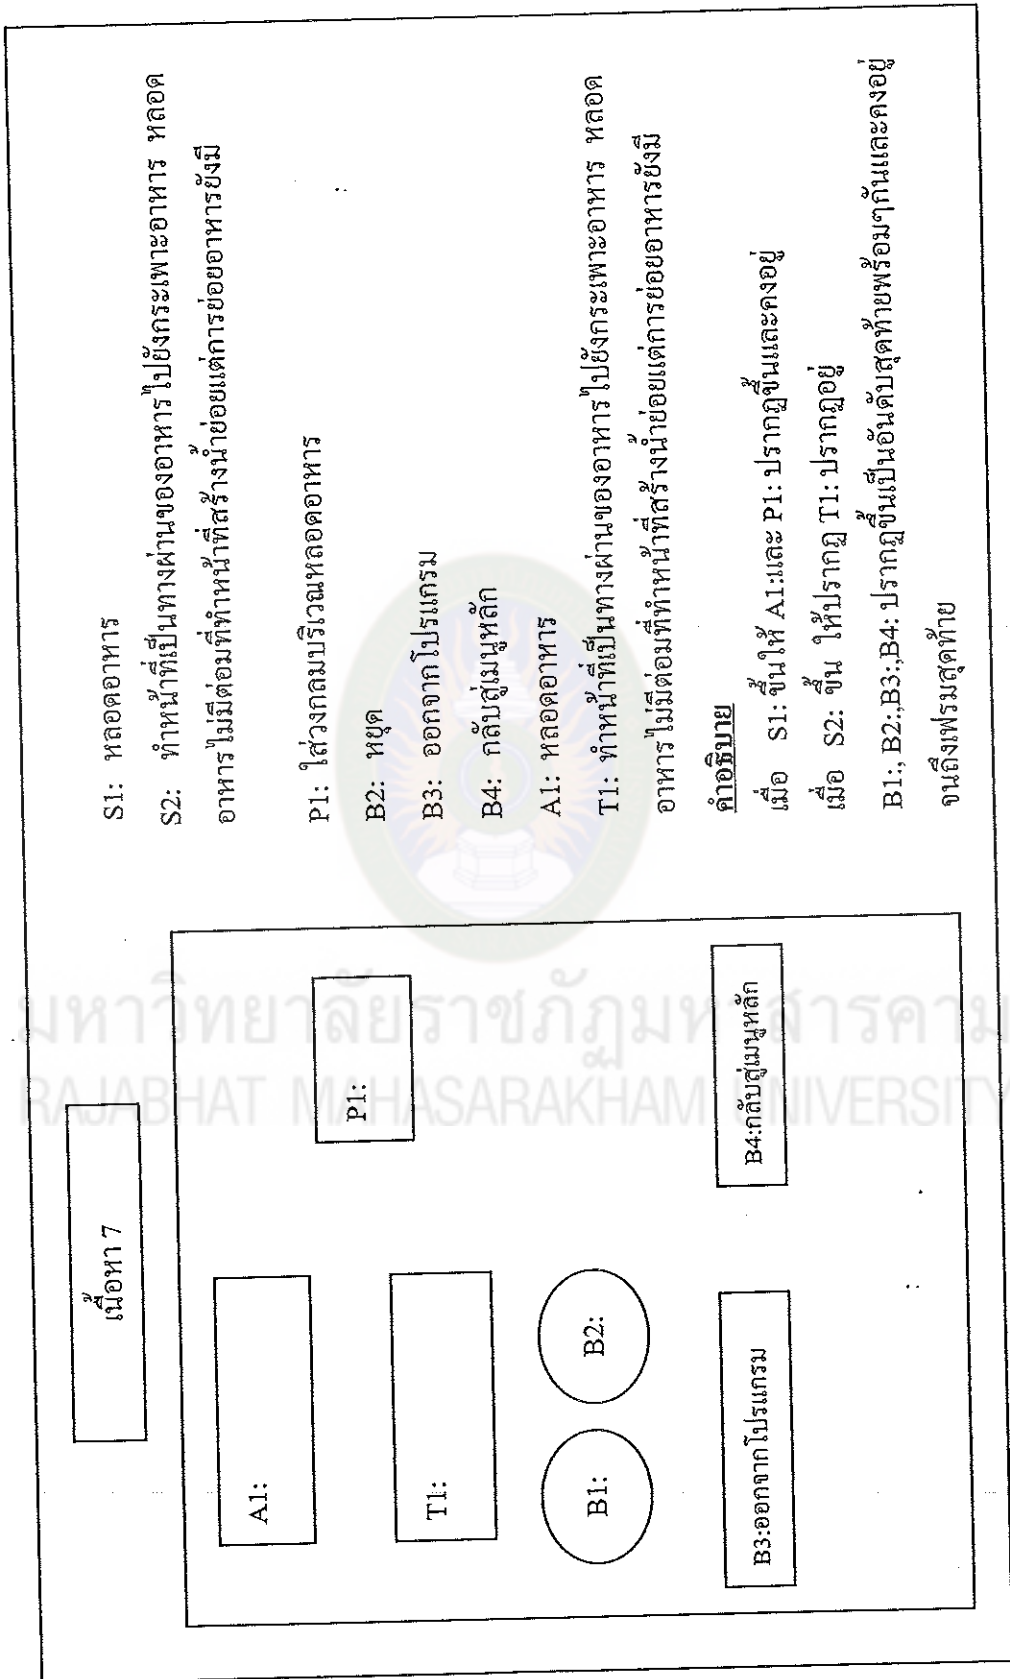 เนื้อหา 7
A1:
P1:
T1:
B1:
B2:
B3:ออกจากโปรแกรม
B4:กลับสู่เมนูหลัก
S1: หลอดอาหาร
S2: ทำหน้าที่เป็นทางผ่านของอาหารไปยังกระเพาะอาหาร หลอด
อาหารไม่มีต่อมที่ทำหน้าที่สร้างน้ำย่อยแต่การย่อยอาหารยังมี
P1: ใส่วงกลมบริเวณหลอดอาหาร
B2: หยุด
B3: ออกจากโปรแกรม
B4: กลับสู่เมนูหลัก
A1: หลอดอาหาร
T1: ทำหน้าที่เป็นทางผ่านของอาหารไปยังกระเพาะอาหาร หลอด
อาหารไม่มีต่อมที่ทำหน้าที่สร้างน้ำย่อยแต่การย่อยอาหารยังมี
คำอธิบาย
เมื่อ S1: ขึ้นให้ A1:และ P1: ปรากฏขึ้นและคงอยู่
เมื่อ S2: ขึ้น ให้ปรากฏ T1: ปรากฏอยู่
B1:, B2:,B3:,B4: ปรากฏขึ้นเป็นอันดับสุดท้ายพร้อมๆกันและคงอยู่
จนถึงเฟรมสุดท้าย
มหาวิทยาลัยราชภัฏมหาสารคาม
RAJABHAT MAHASARAKHAM UNIVERSITY